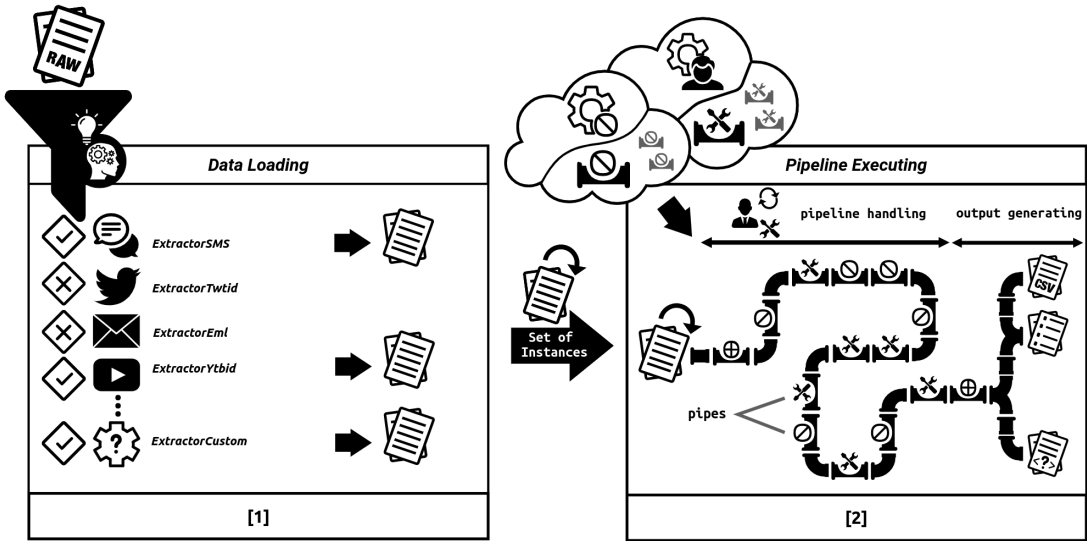 RAW
Data Loading
ExtractorSMS
ExtractorTwtid
ExtractorEml
ExtractorYtbid
?
ExtractorCustom
[1]
Set of
Instances
Pipeline Executing
pipeline handling
output generating
CSV
pipes
<?>
[2]